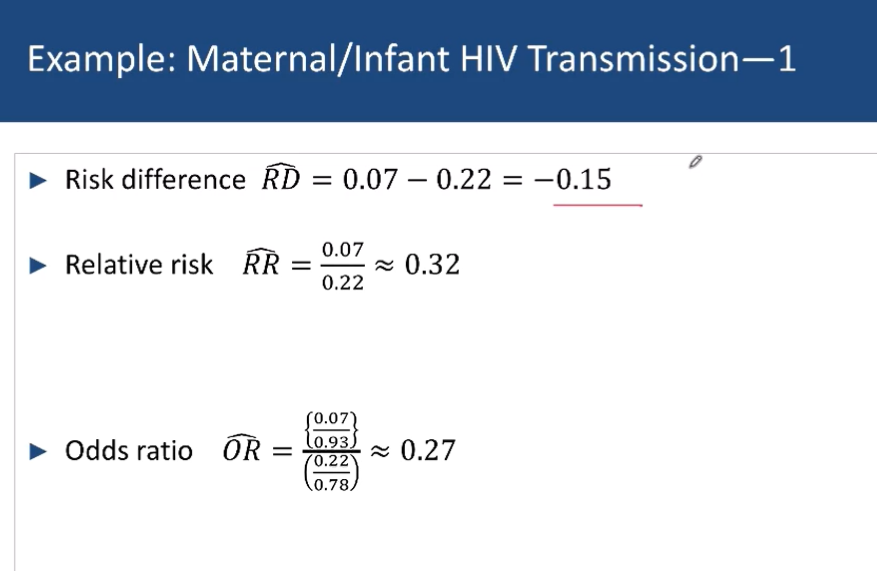 Example: Maternal/Infant HIV Transmission—1
► Risk difference \(\widehat{RD} = 0.07 - 0.22 = -0.15\)
► Relative risk \(\widehat{RR} = \frac{0.07}{0.22} \approx 0.32\)
► Odds ratio \(\widehat{OR} = \frac{\left\{\frac{0.07}{0.93}\right\}}{\left(\frac{0.22}{0.78}\right)} \approx 0.27\)